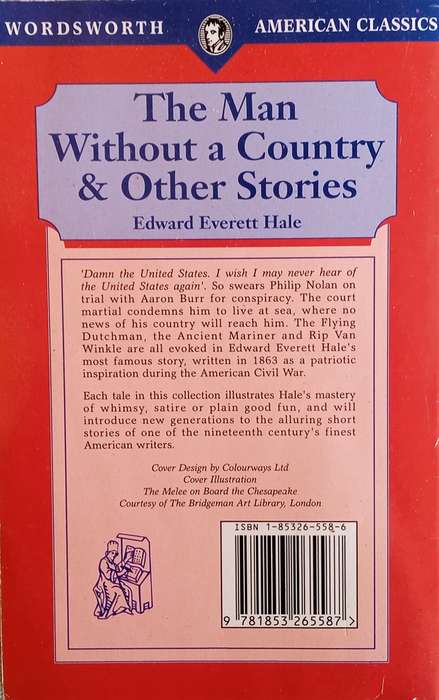 WORDSWORTH AMERICAN CLASSICS
The Man
Without a Country
& Other Stories
Edward Everett Hale
'Damn the United States. I wish I may never hear of
the United States again'. So swears Philip Nolan on
trial with Aaron Burr for conspiracy. The court
martial condemns him to live at sea, where no
news of his country will reach him. The Flying
Dutchman, the Ancient Mariner and Rip Van
Winkle are all evoked in Edward Everett Hale's
most famous story, written in 1863 as a patriotic
inspiration during the American Civil War.
Each tale in this collection illustrates Hale's mastery
of whimsy, satire or plain good fun, and will
introduce new generations to the alluring short
stories of one of the nineteenth century's finest
American writers.
Cover Design by Colourways Ltd
Cover Illustration
The Melee on Board the Chesapeake
Courtesy of The Bridgeman Art Library, London
ISBN 1-85326-558-6
9 781853 265587 >